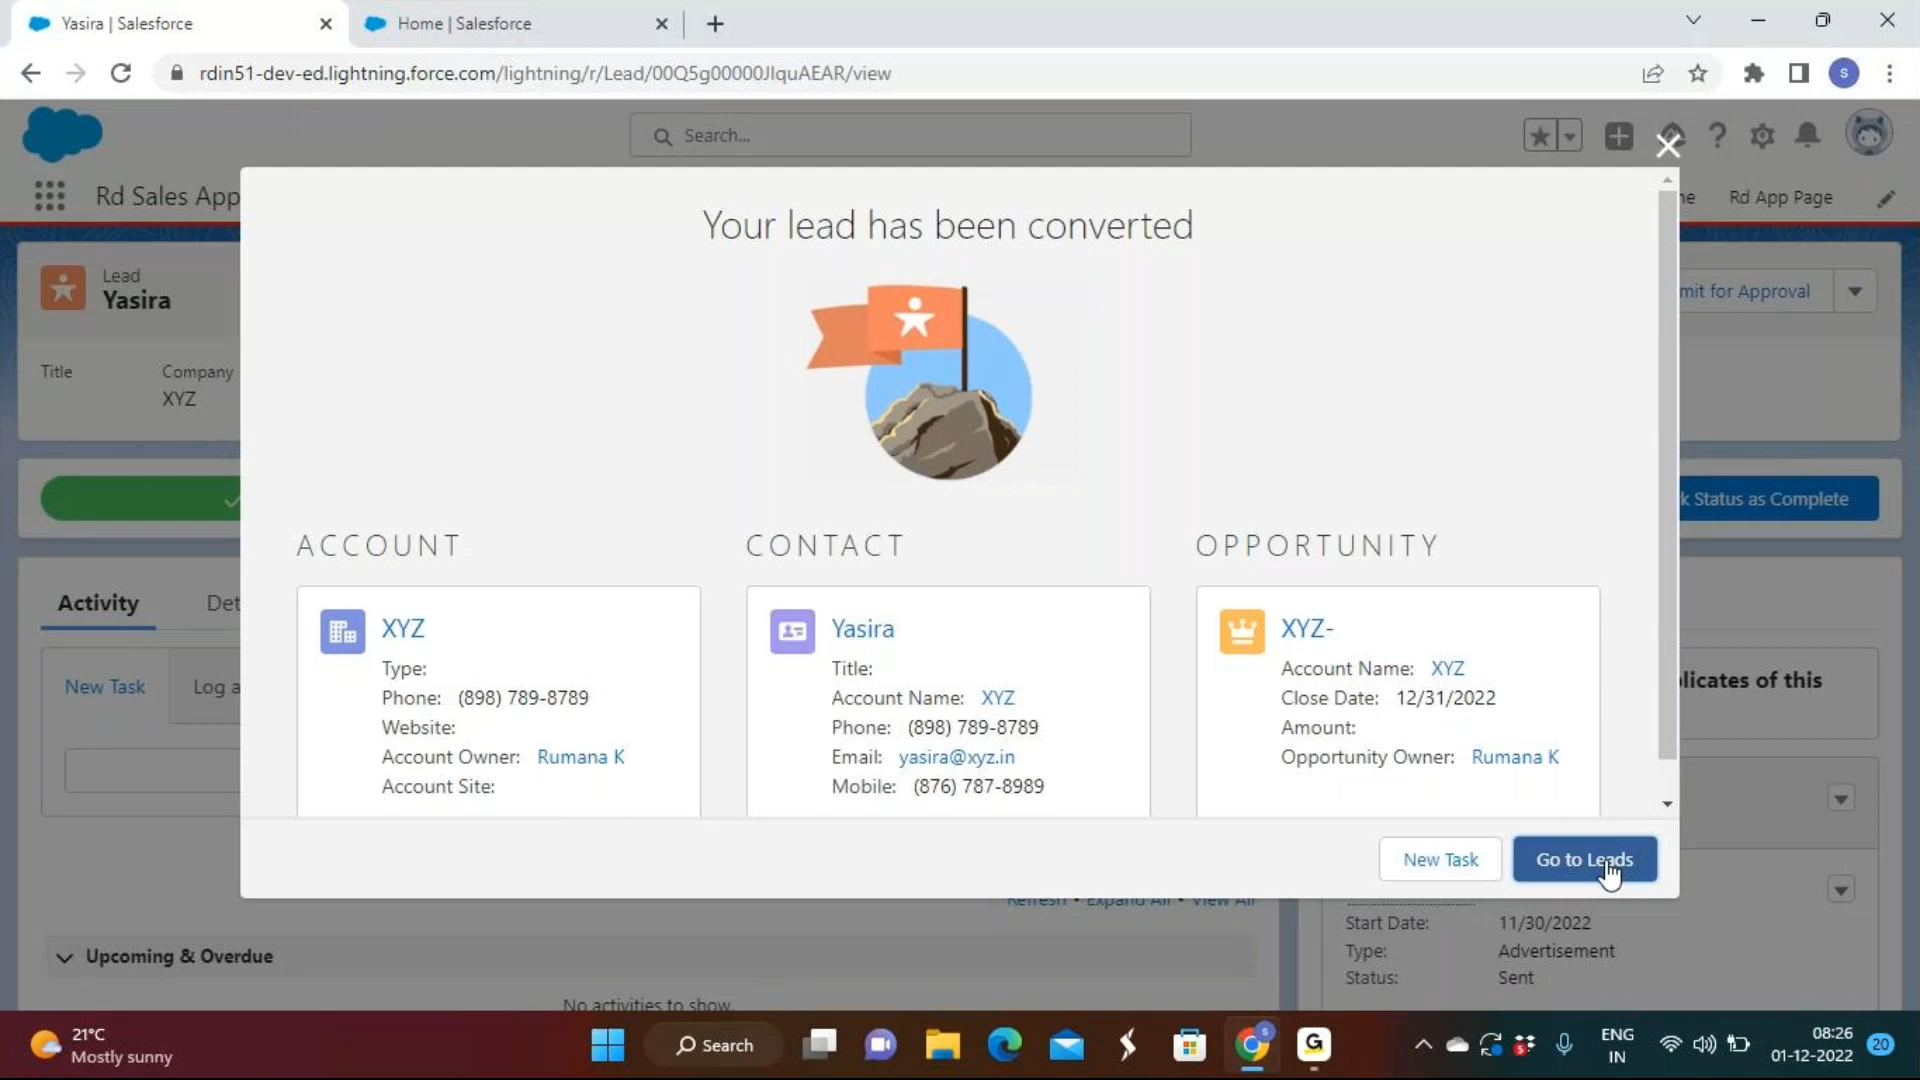 Yasira | Salesforce
Home | Salesforce
rdin51-dev-ed.lightning.force.com/lightning/r/Lead/00Q5g00000JIquAEAR/view
S
Search...
Rd Sales App
Rd App Page
Your lead has been converted
Lead
Yasira
mit for Approval
Title
Company
XYZ
Status as Complete
ACCOUNT
CONTACT
OPPORTUNITY
Activity
XYZ
Type:
Phone: (898) 789-8789
Website:
Account Owner: Rumana K
Account Site:
Yasira
Title:
Account Name: XYZ
Phone: (898) 789-8789
Email: yasira@xyz.in
Mobile: (876) 787-8989
XYZ-
Account Name: XYZ
Close Date: 12/31/2022
Amount:
Opportunity Owner: Rumana K
New Task
Log a
licates of this
New Task
Go to Leads
Refresh • Expand All • View All
Start Date: 11/30/2022
Type: Advertisement
Status: Sent
Upcoming & Overdue
No activities to show.
21°C
Mostly sunny
Search
ENG
IN
08:26
01-12-2022
20